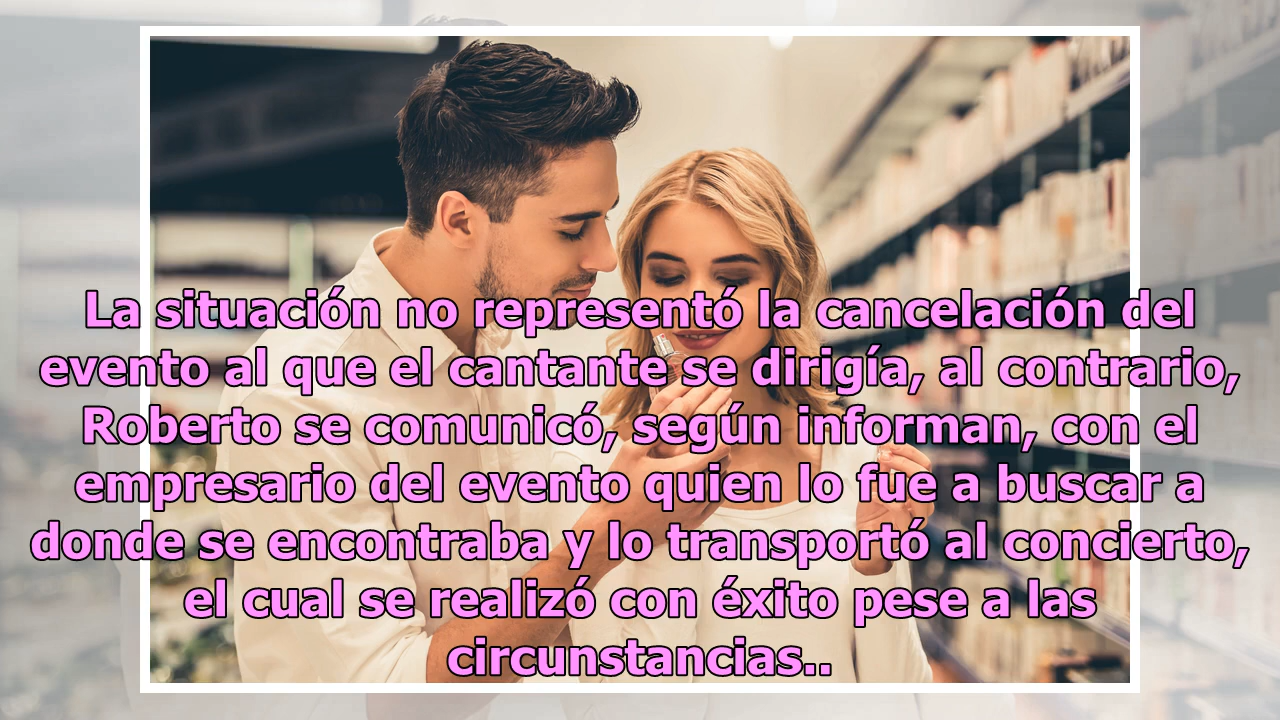 La situación no representó la cancelación del
evento al que el cantante se dirigía, al contrario,
Roberto se comunicó, según informan, con el
empresario del evento quien lo fue a buscar a
donde se encontraba y lo transportó al concierto,
el cual se realizó con éxito pese a las
circunstancias..